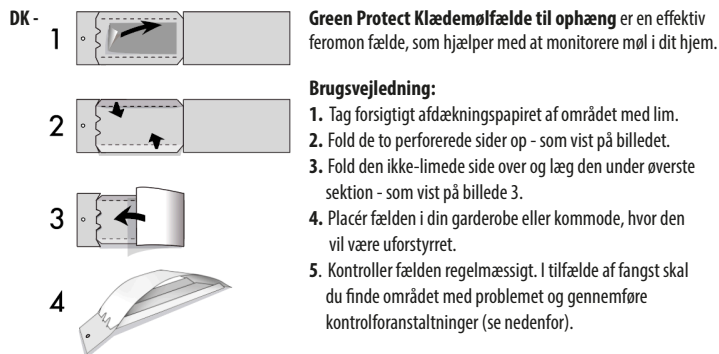 DK -
1
2
3
4
Green Protect Klædemølfælde til ophæng er en effektiv
feromon fælde, som hjælper med at monitorere møl i dit hjem.
Brugsvejledning:
1. Tag forsigtigt afdækningspapiret af området med lim.
2. Fold de to perforerede sider op - som vist på billedet.
3. Fold den ikke-limede side over og læg den under øverste
sektion - som vist på billede 3.
4. Placér fælden i din garderobe eller kommode, hvor den
vil være uforstyrret.
5. Kontroller fælden regelmæssigt. I tilfælde af fangst skal
du finde området med problemet og gennemføre
kontrolforanstaltninger (se nedenfor).